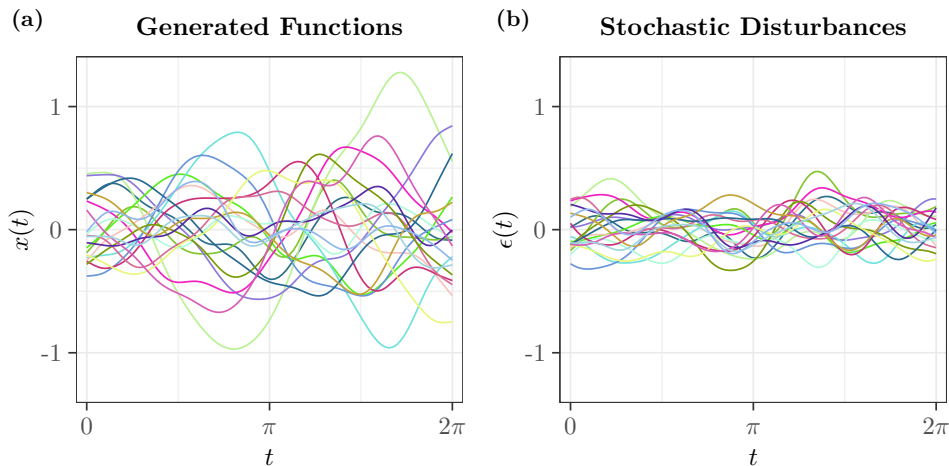 (a)
Generated Functions
x(t)
1
0
-1
0
π
2π
t
(b)
Stochastic Disturbances
ϵ(t)
1
0
-1
0
π
2π
t